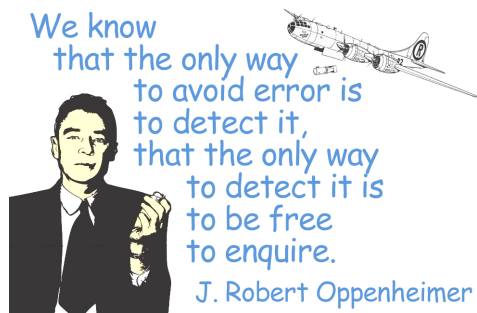 We know
that the only way
to avoid error is
to detect it,
that the only way
to detect it is
to be free
to enquire.
J. Robert Oppenheimer
R
82